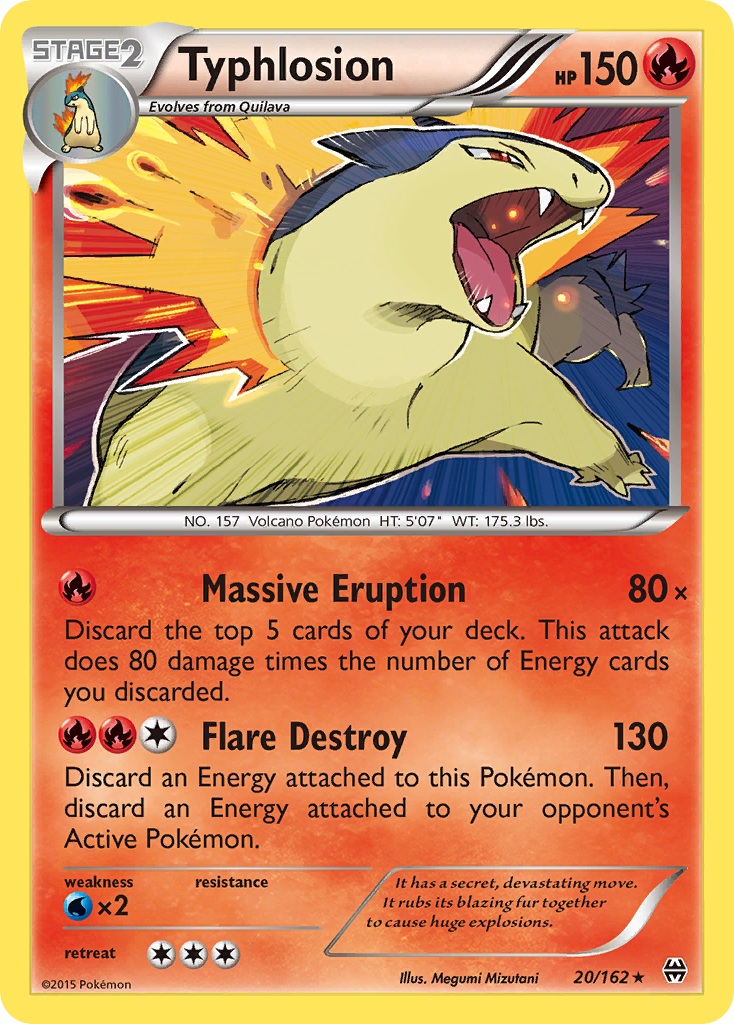 STAGE2
Typhlosion
HP 150
Evolves from Quilava
NO. 157 Volcano Pokémon HT: 5'07" WT: 175.3 lbs.
Massive Eruption 80×
Discard the top 5 cards of your deck. This attack
does 80 damage times the number of Energy cards
you discarded.
Flare Destroy 130
Discard an Energy attached to this Pokémon. Then,
discard an Energy attached to your opponent's
Active Pokémon.
weakness resistance
×2
retreat
It has a secret, devastating move.
It rubs its blazing fur together
to cause huge explosions.
©2015 Pokémon
Illus. Megumi Mizutani
20/162 ★